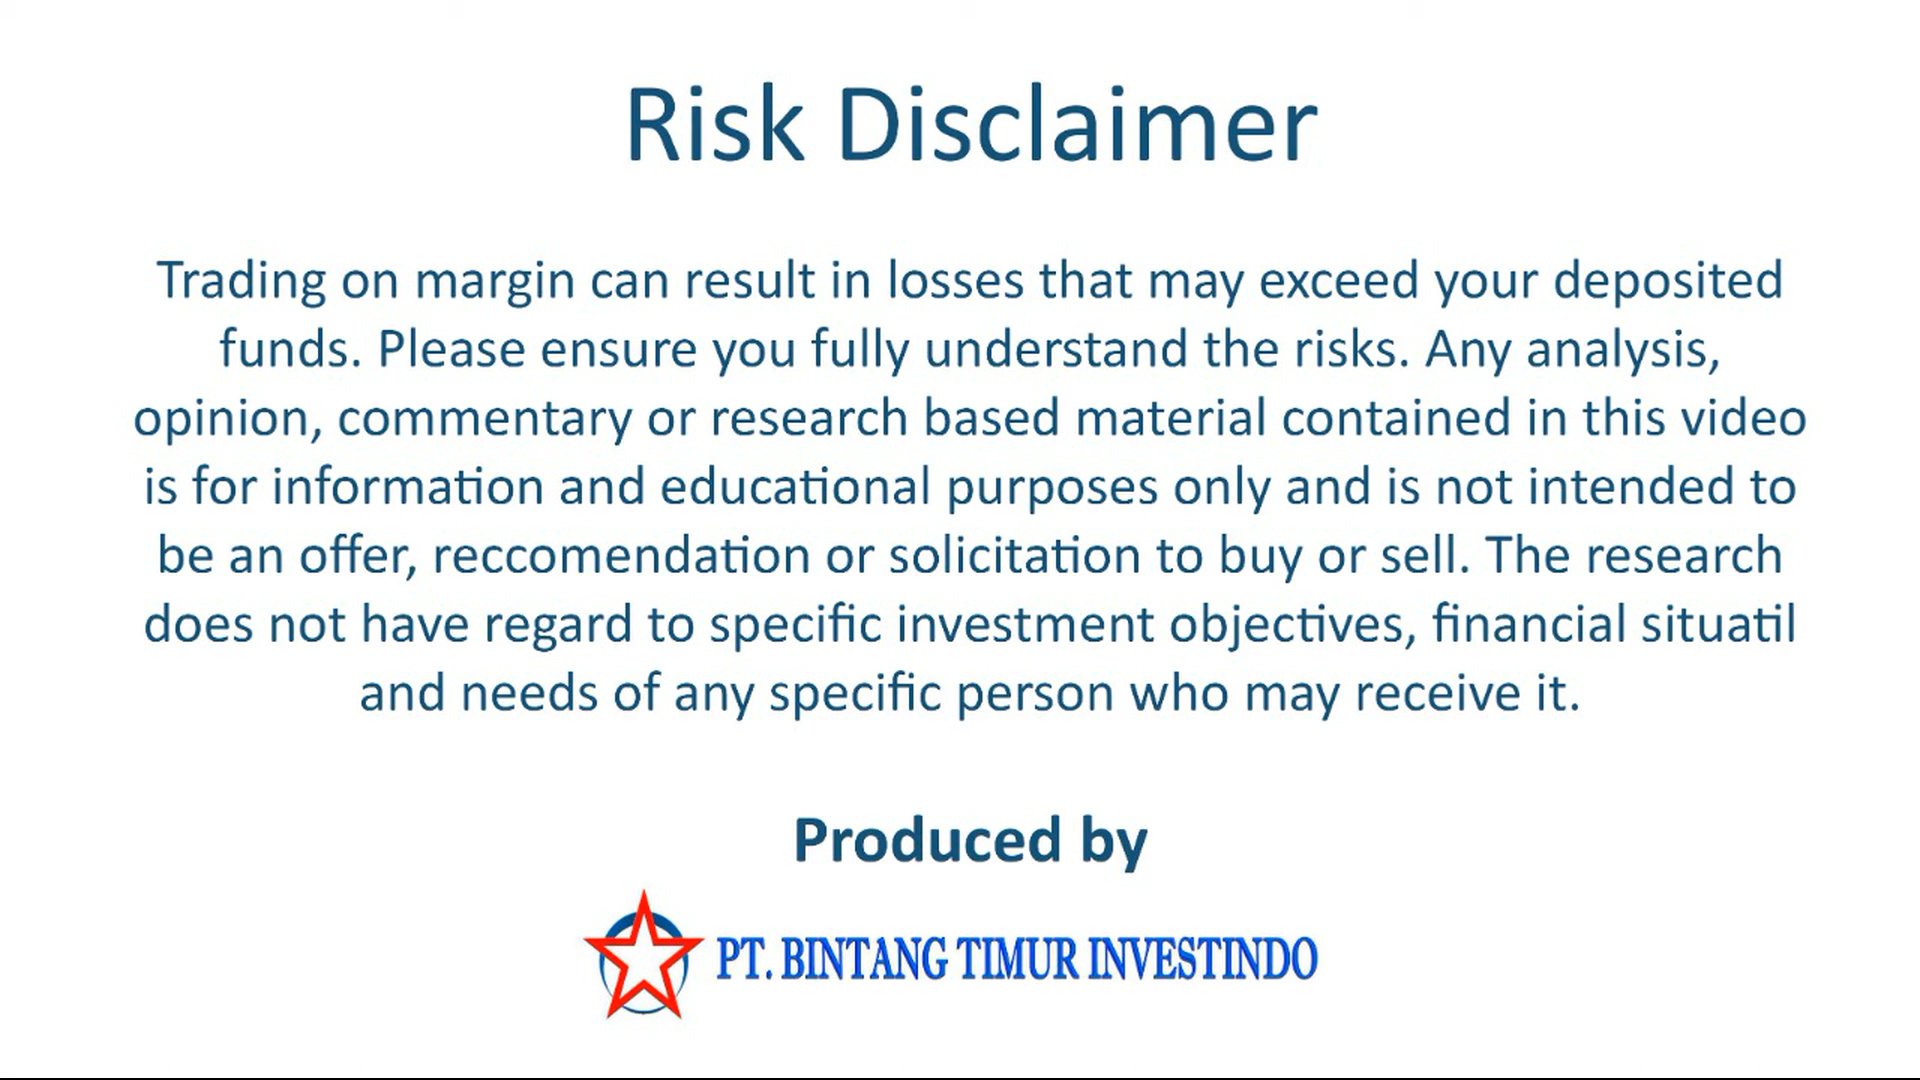 Risk Disclaimer
Trading on margin can result in losses that may exceed your deposited
funds. Please ensure you fully understand the risks. Any analysis,
opinion, commentary or research based material contained in this video
is for information and educational purposes only and is not intended to
be an offer, reccomendation or solicitation to buy or sell. The research
does not have regard to specific investment objectives, financial situatil
and needs of any specific person who may receive it.
Produced by
PT. BINTANG TIMUR INVESTINDO